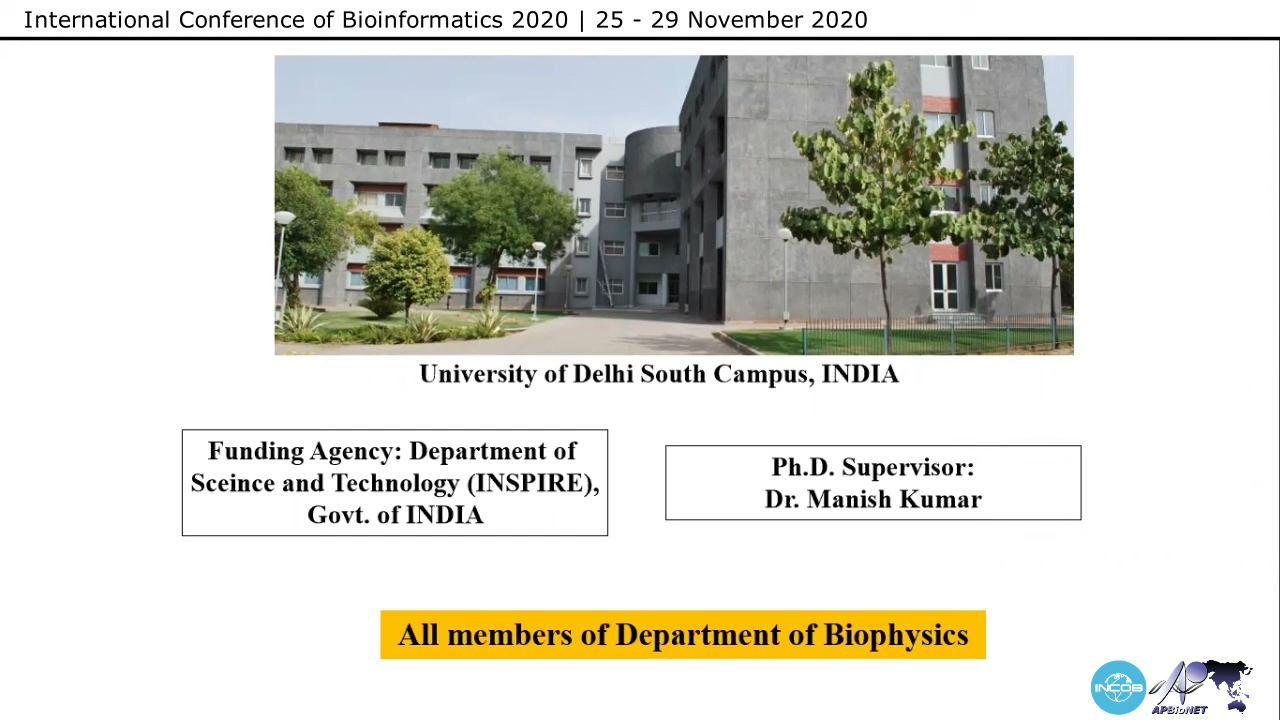 International Conference of Bioinformatics 2020 | 25 - 29 November 2020
University of Delhi South Campus, INDIA
Funding Agency: Department of
Sceince and Technology (INSPIRE),
Govt. of INDIA
Ph.D. Supervisor:
Dr. Manish Kumar
All members of Department of Biophysics
INCOB
APBioNET